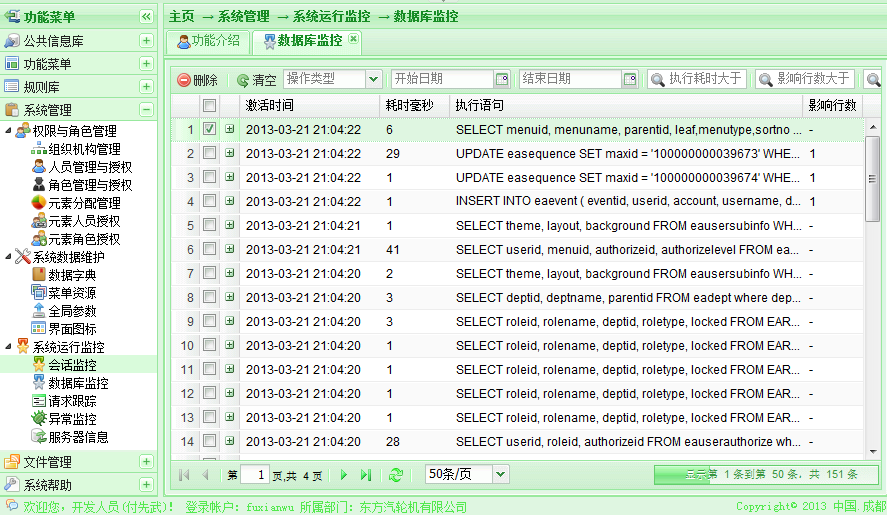 功能菜单
公共信息库
功能菜单
规则库
系统管理
权限与角色管理
组织机构管理
人员管理与授权
角色管理与授权
元素分配管理
元素人员授权
元素角色授权
系统数据维护
数据字典
菜单资源
全局参数
界面图标
系统运行监控
会话监控
数据库监控
请求跟踪
异常监控
服务器信息
文件管理
系统帮助
主页 → 系统管理 → 系统运行监控 → 数据库监控
功能介绍 数据库监控
删除 清空 操作类型 开始日期 结束日期 执行耗时大于 影响行数大于
激活时间 耗时毫秒 执行语句 影响行数
1 2013-03-21 21:04:22 6 SELECT menuid, menuname, parentid, leaf,menutype,sortno ... -
2 2013-03-21 21:04:22 29 UPDATE easequence SET maxid = '100000000039673' WHE... 1
3 2013-03-21 21:04:22 1 UPDATE easequence SET maxid = '100000000039674' WHE... 1
4 2013-03-21 21:04:22 1 INSERT INTO eaevent ( eventid, userid, account, username, d... 1
5 2013-03-21 21:04:21 1 SELECT theme, layout, background FROM eausersubinfo WH... -
6 2013-03-21 21:04:21 41 SELECT userid, menuid, authorizeid, authorizelevel FROM ea... -
7 2013-03-21 21:04:20 2 SELECT theme, layout, background FROM eausersubinfo WH... -
8 2013-03-21 21:04:20 3 SELECT deptid, deptname, parentid FROM eadept where dep... -
9 2013-03-21 21:04:20 3 SELECT roleid, rolename, deptid, roletype, locked FROM EAR... -
10 2013-03-21 21:04:20 1 SELECT roleid, rolename, deptid, roletype, locked FROM EAR... -
11 2013-03-21 21:04:20 1 SELECT roleid, rolename, deptid, roletype, locked FROM EAR... -
12 2013-03-21 21:04:20 1 SELECT roleid, rolename, deptid, roletype, locked FROM EAR... -
13 2013-03-21 21:04:20 1 SELECT roleid, rolename, deptid, roletype, locked FROM EAR... -
14 2013-03-21 21:04:20 28 SELECT userid, roleid, authorizeid FROM eauserauthorize wh... -
第 1 页,共 4 页 50条/页 显示第 1 条到第 50 条，共 151 条
欢迎您，开发人员(付先武)！ 登录帐户：fuxianwu 所属部门：东方汽轮机有限公司 Copyright© 2013 中国.成都